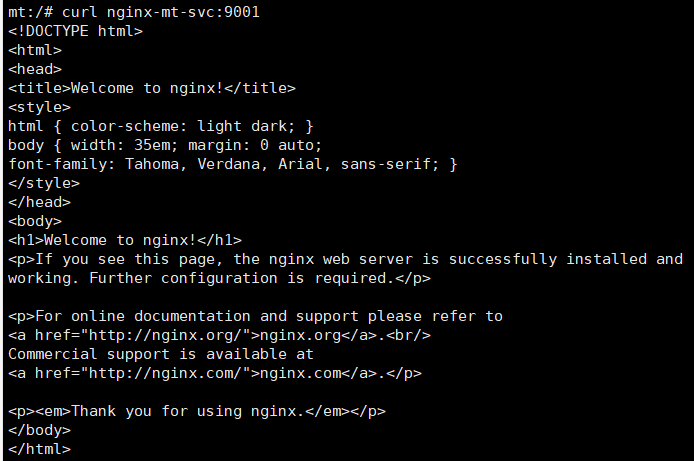 mt:/# curl nginx-mt-svc:9001
<!DOCTYPE html>
<html>
<head>
<title>Welcome to nginx!</title>
<style>
html { color-scheme: light dark; }
body { width: 35em; margin: 0 auto;
font-family: Tahoma, Verdana, Arial, sans-serif; }
</style>
</head>
<body>
<h1>Welcome to nginx!</h1>
<p>If you see this page, the nginx web server is successfully installed and
working. Further configuration is required.</p>

<p>For online documentation and support please refer to
<a href="http://nginx.org/">nginx.org</a>.<br/>
Commercial support is available at
<a href="http://nginx.com/">nginx.com</a>.</p>

<p><em>Thank you for using nginx.</em></p>
</body>
</html>